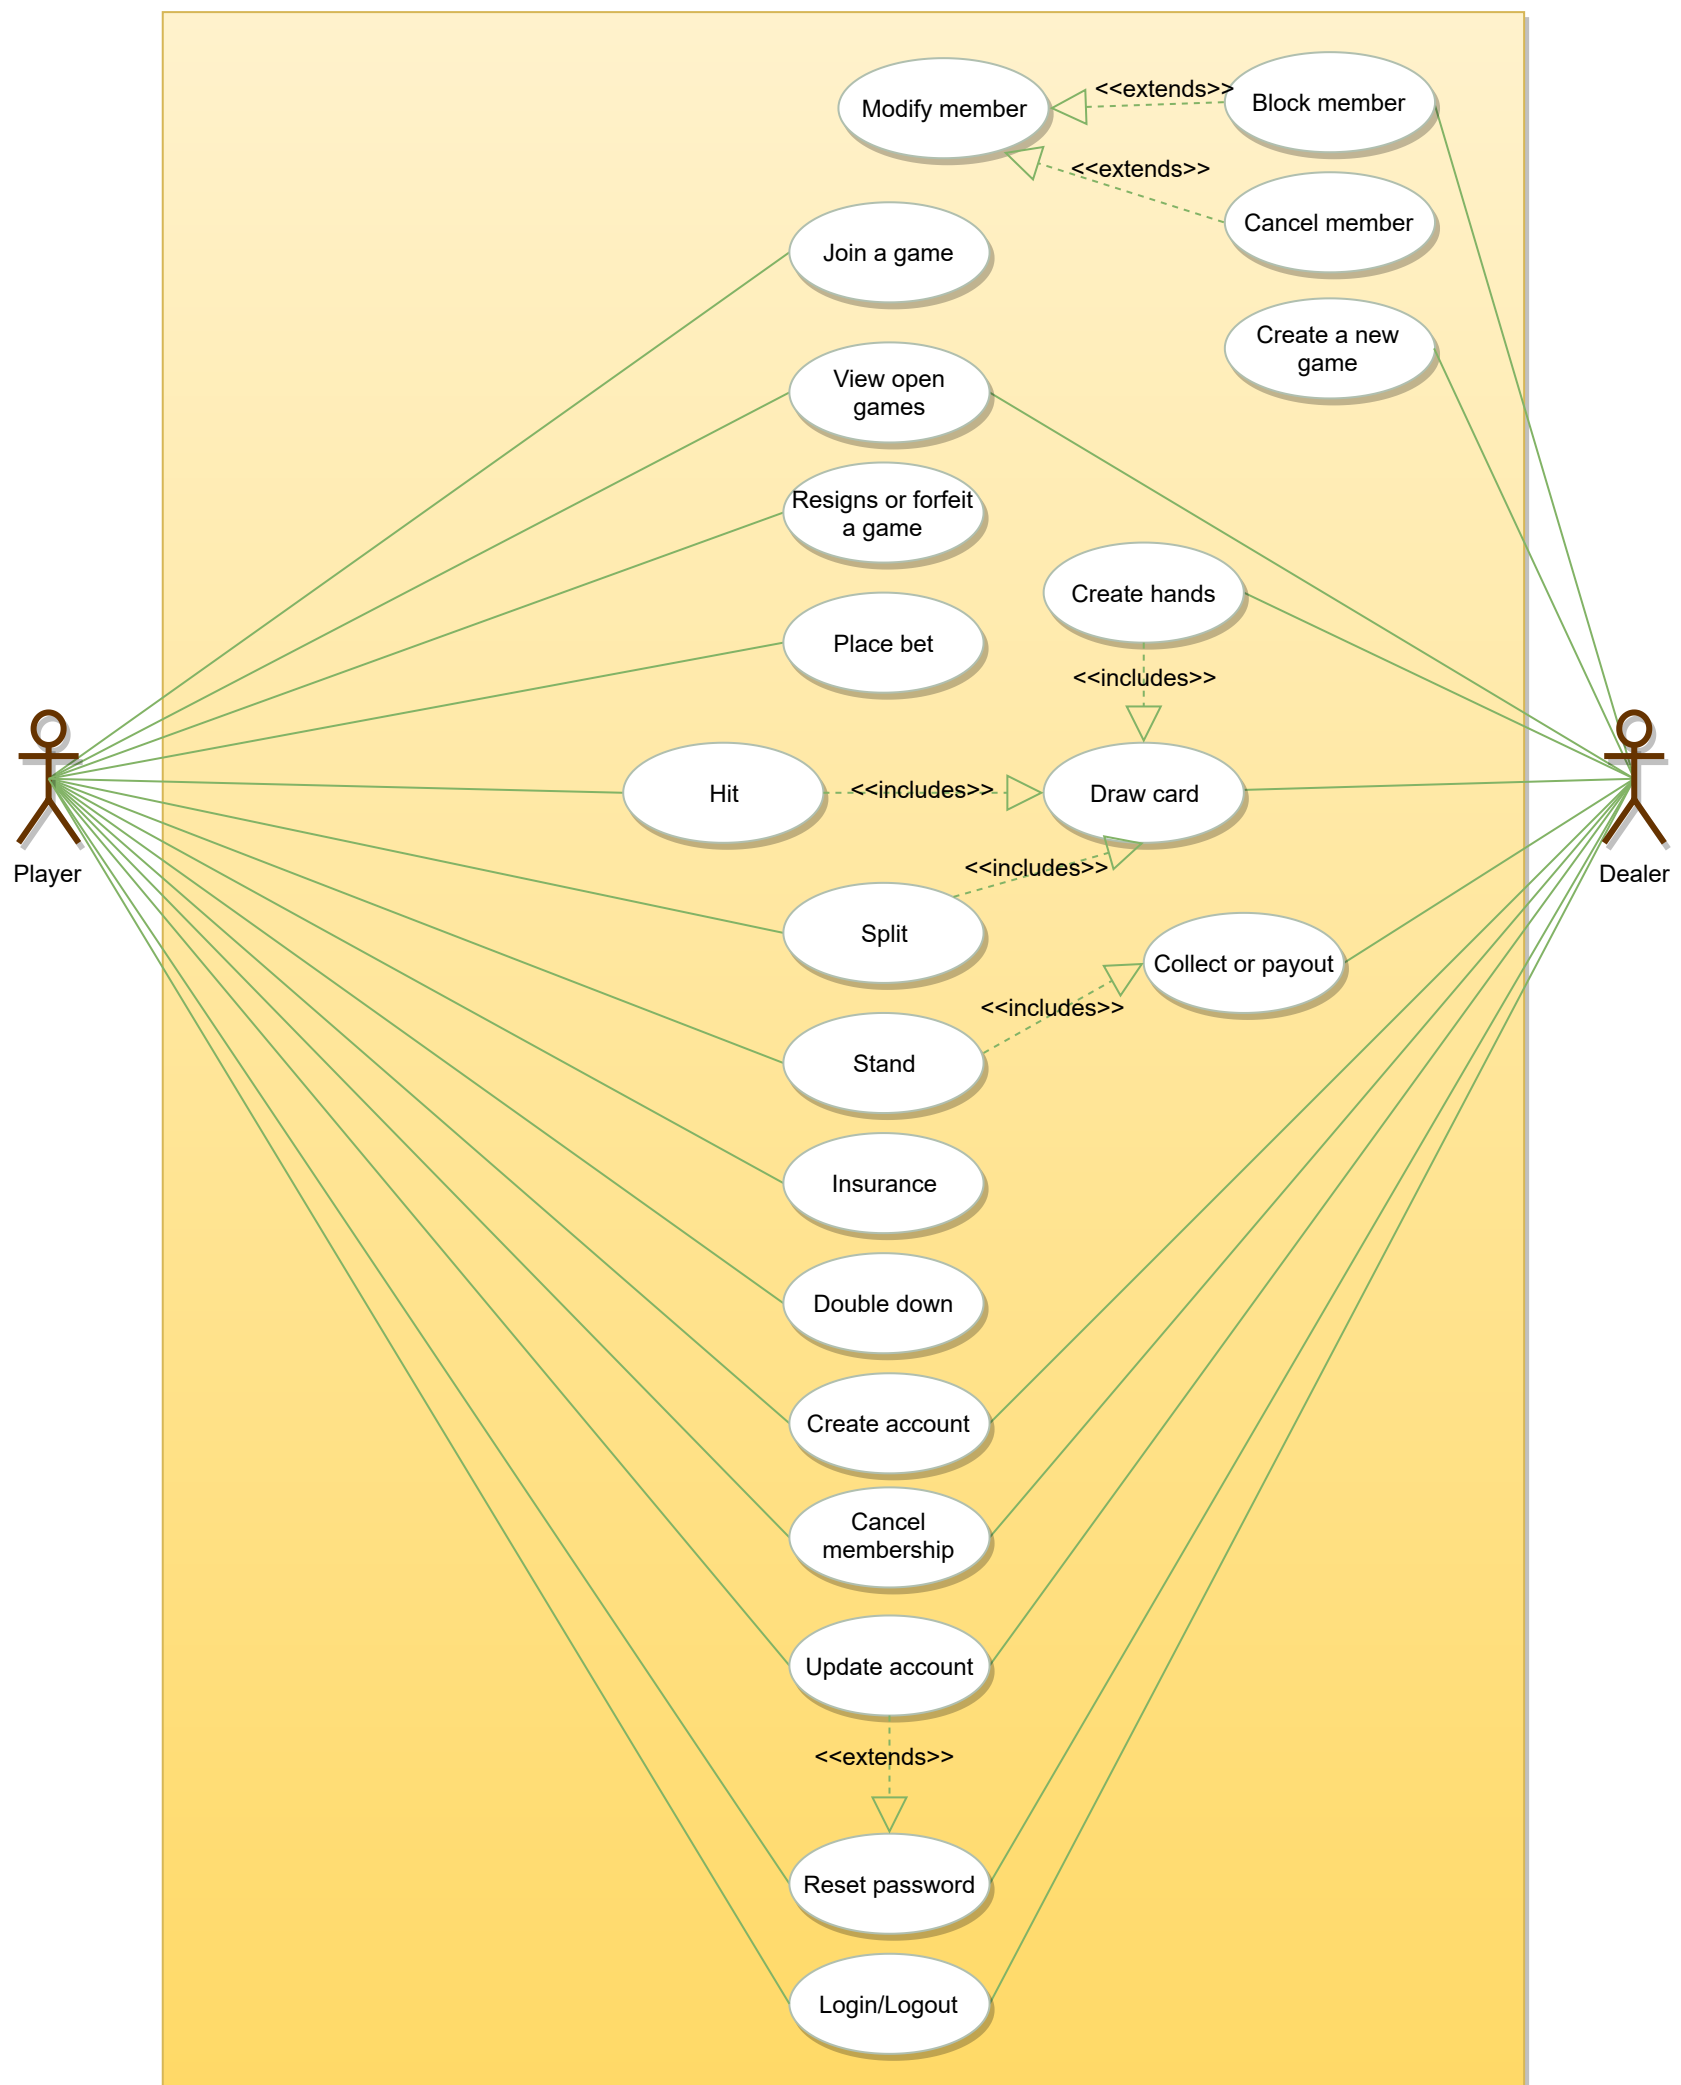 Modify member
<<extends>>
Block member
<<extends>>
Cancel member
Join a game
Create a new
game
View open
games
Resigns or forfeit
a game
Create hands
Place bet
<<includes>>
Hit
<<includes>>
Draw card
Player
Dealer
<<includes>>
Split
Collect or payout
<<includes>>
Stand
Insurance
Double down
Create account
Cancel
membership
Update account
<<extends>>
Reset password
Login/Logout